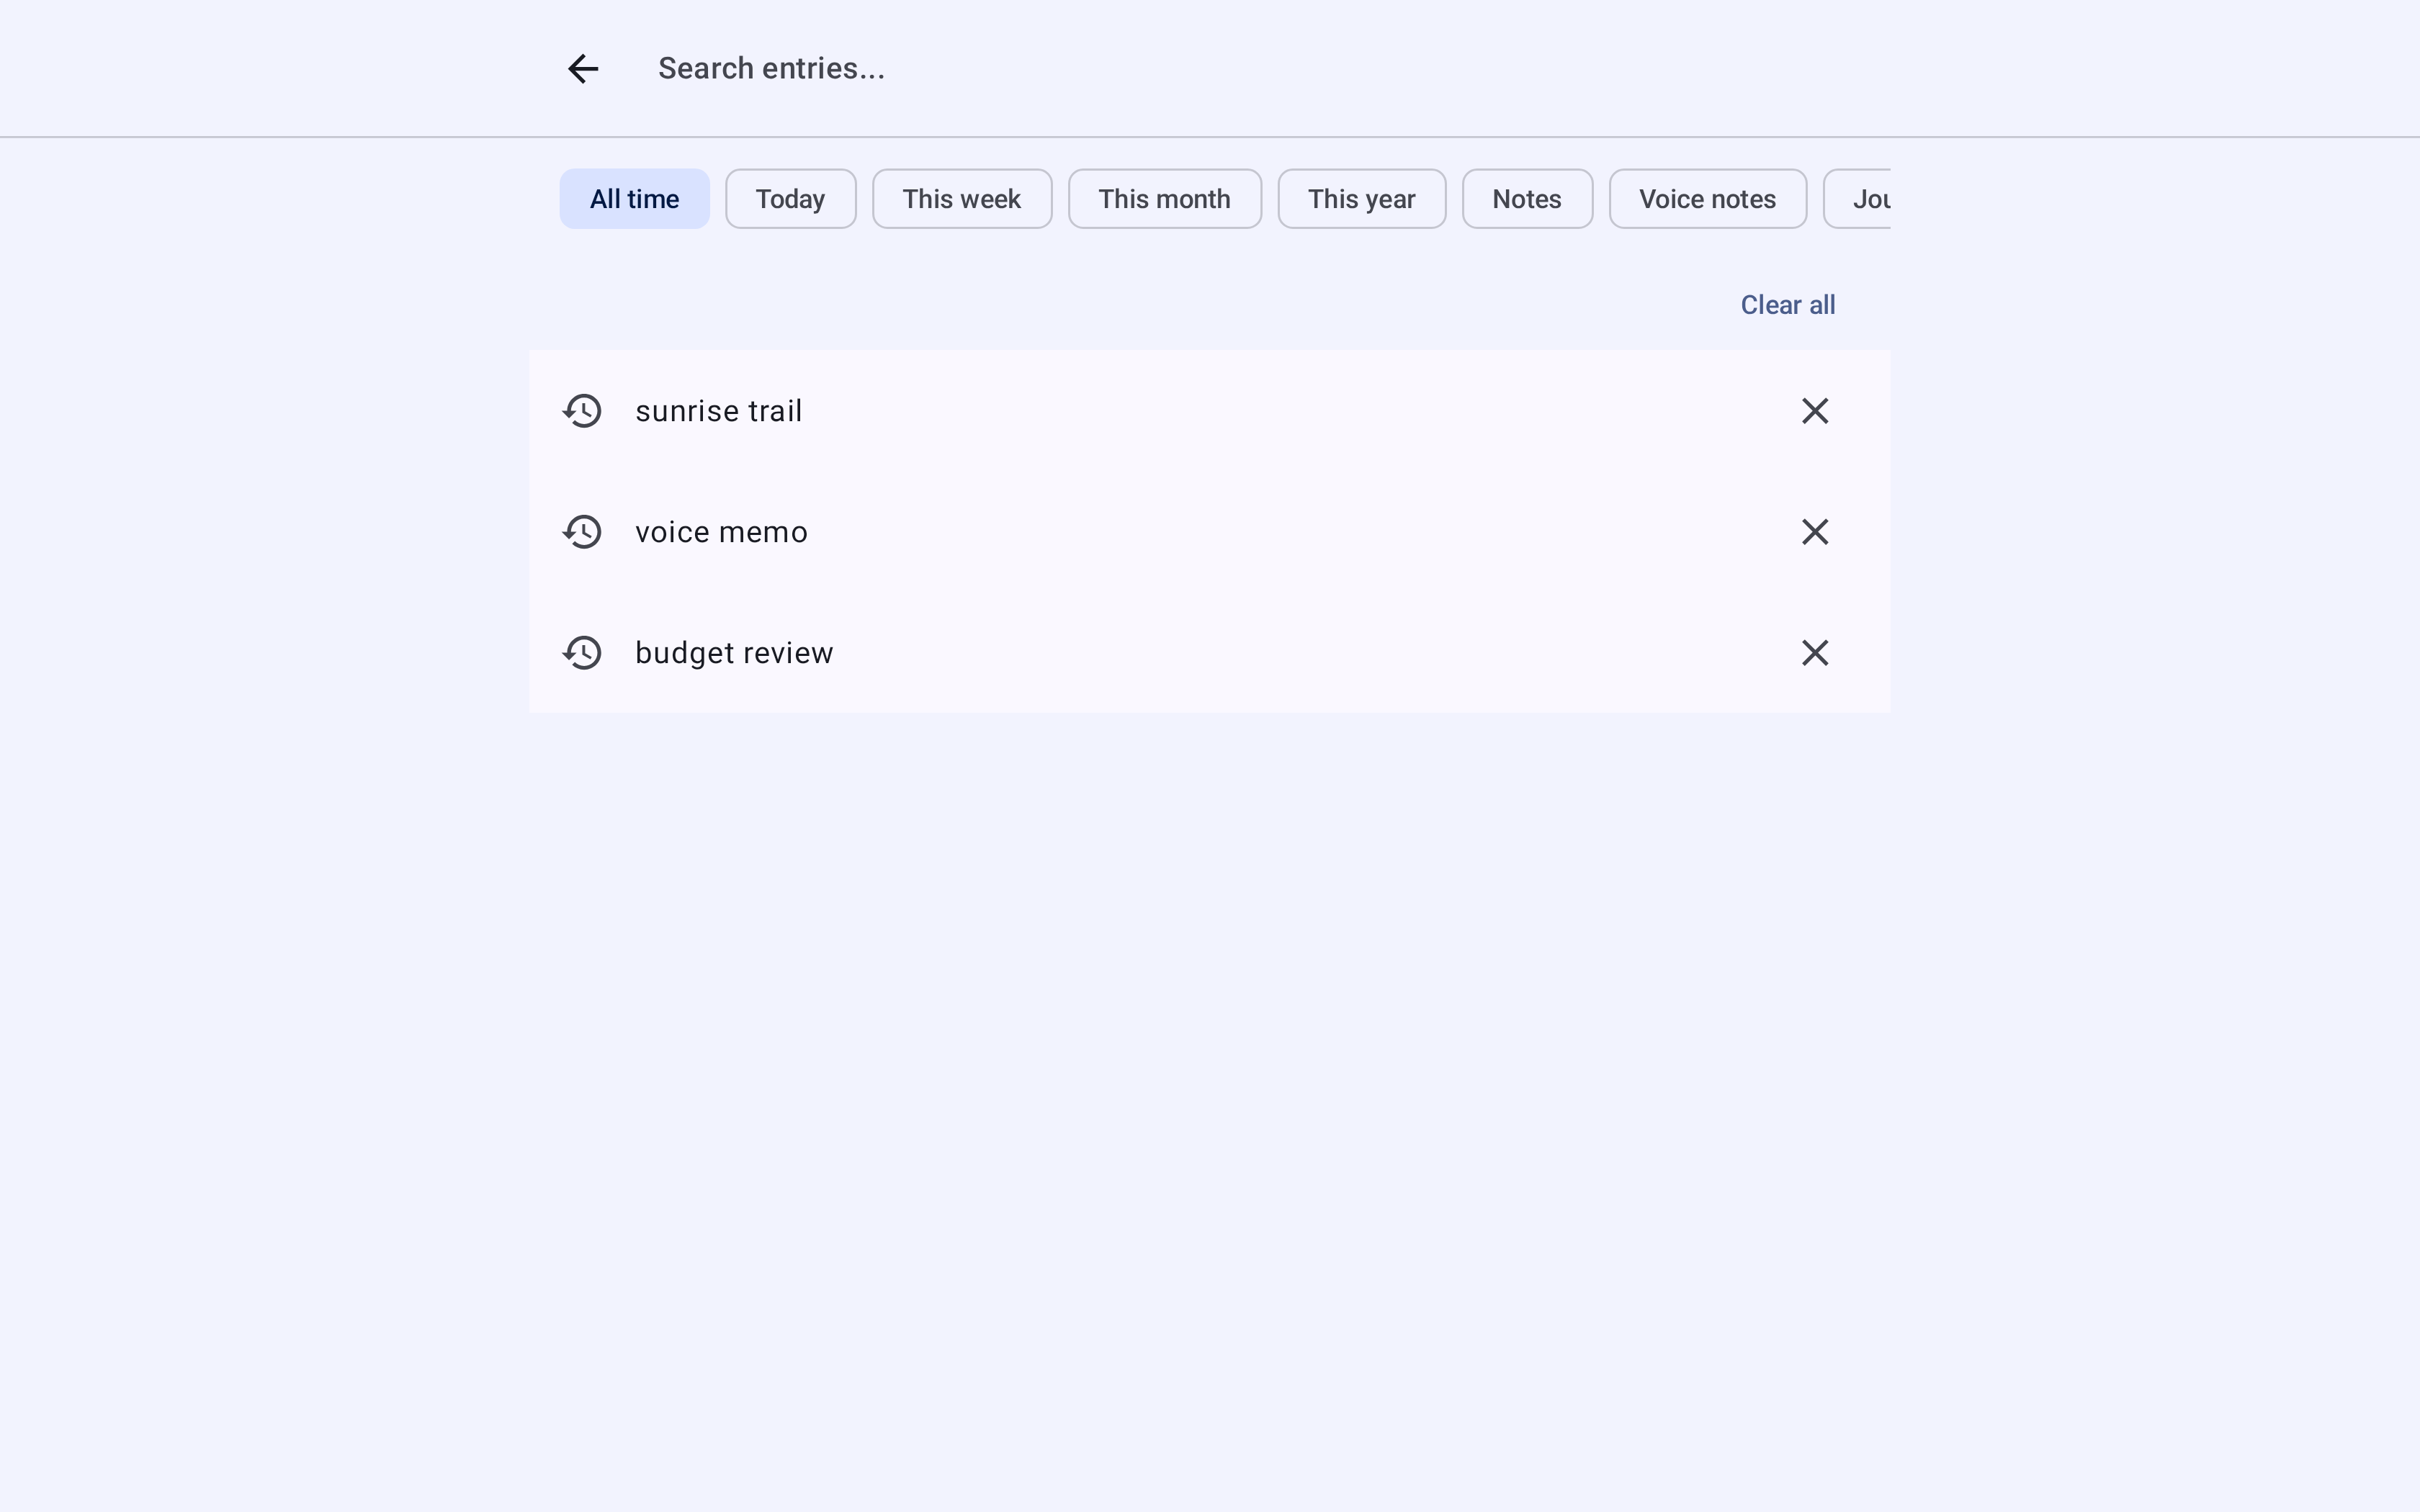 Search entries...
All time Today This week This month This year Notes Voice notes Jou
Clear all
sunrise trail
voice memo
budget review